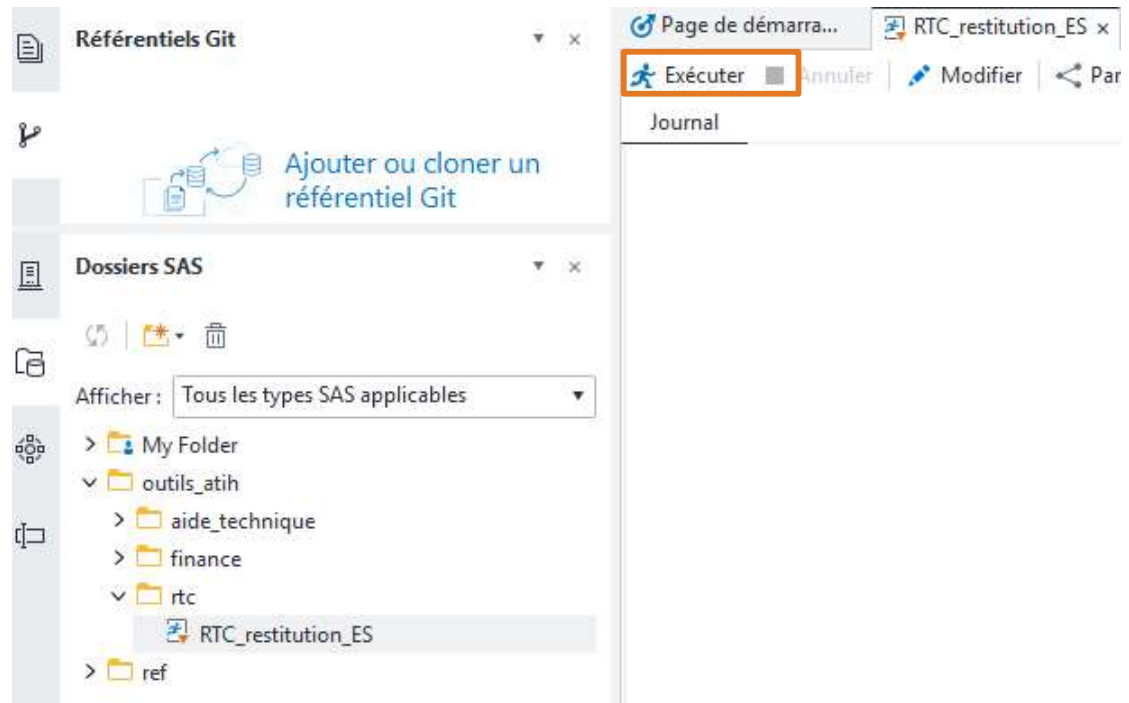 Référentiels Git
Ajouter ou cloner un
référentiel Git
Dossiers SAS
Afficher : Tous les types SAS applicables
My Folder
outils_atih
aide_technique
finance
rtc
RTC_restitution_ES
ref
Page de démarra... RTC_restitution_ES
Exécuter Annuler Modifier Par
Journal